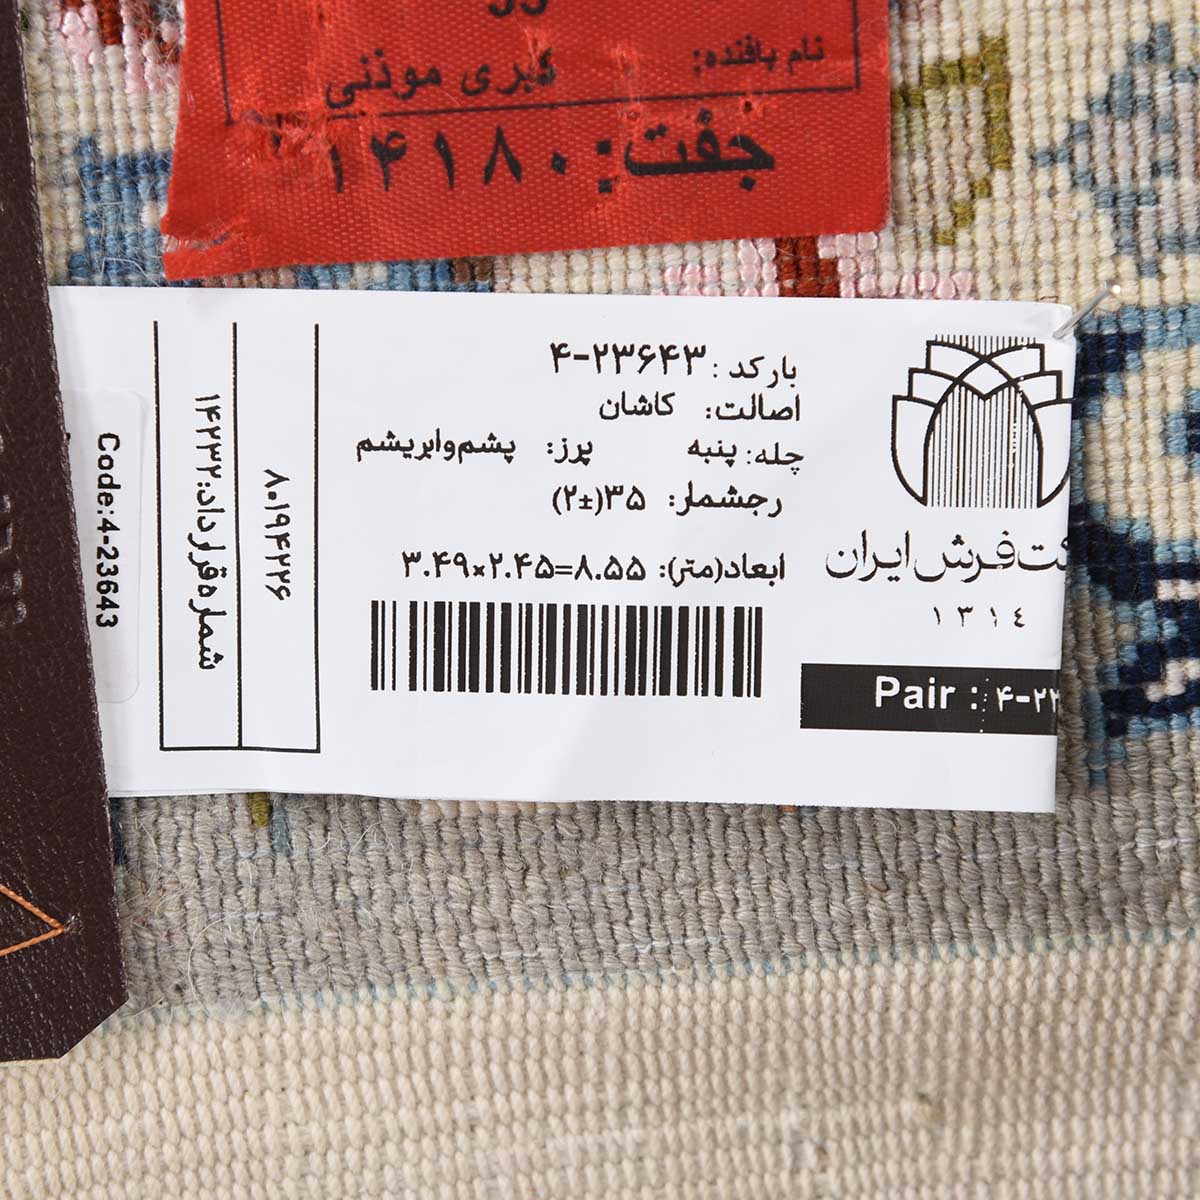 نام بافنده: کبری موذنی
جفت: ۱۴۱۸۰
بارکد: ۴-۲۳۶۴۳
اصالت: کاشان
چله: پنبه پرز: پشم‌وابریشم
رجشمار: ۳۵(±۲)
ابعاد(متر): ۳.۴۹×۲.۴۵=۸.۵۵
فرش ایران
۱۳۱٤
Pair : ۴-۲۳
۸۰۱۹۴۲۲۶
شماره قرارداد: ۱۴۲۳۲
Code:4-23643